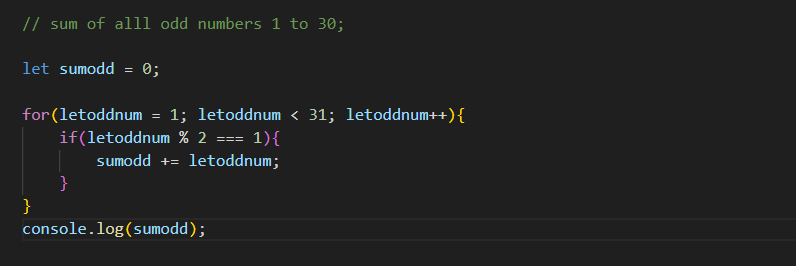 // sum of alll odd numbers 1 to 30;
let sumodd = 0;
for(letoddnum = 1; letoddnum < 31; letoddnum++){
if(letoddnum % 2 === 1){
sumodd += letoddnum;
}
}
console.log(sumodd);